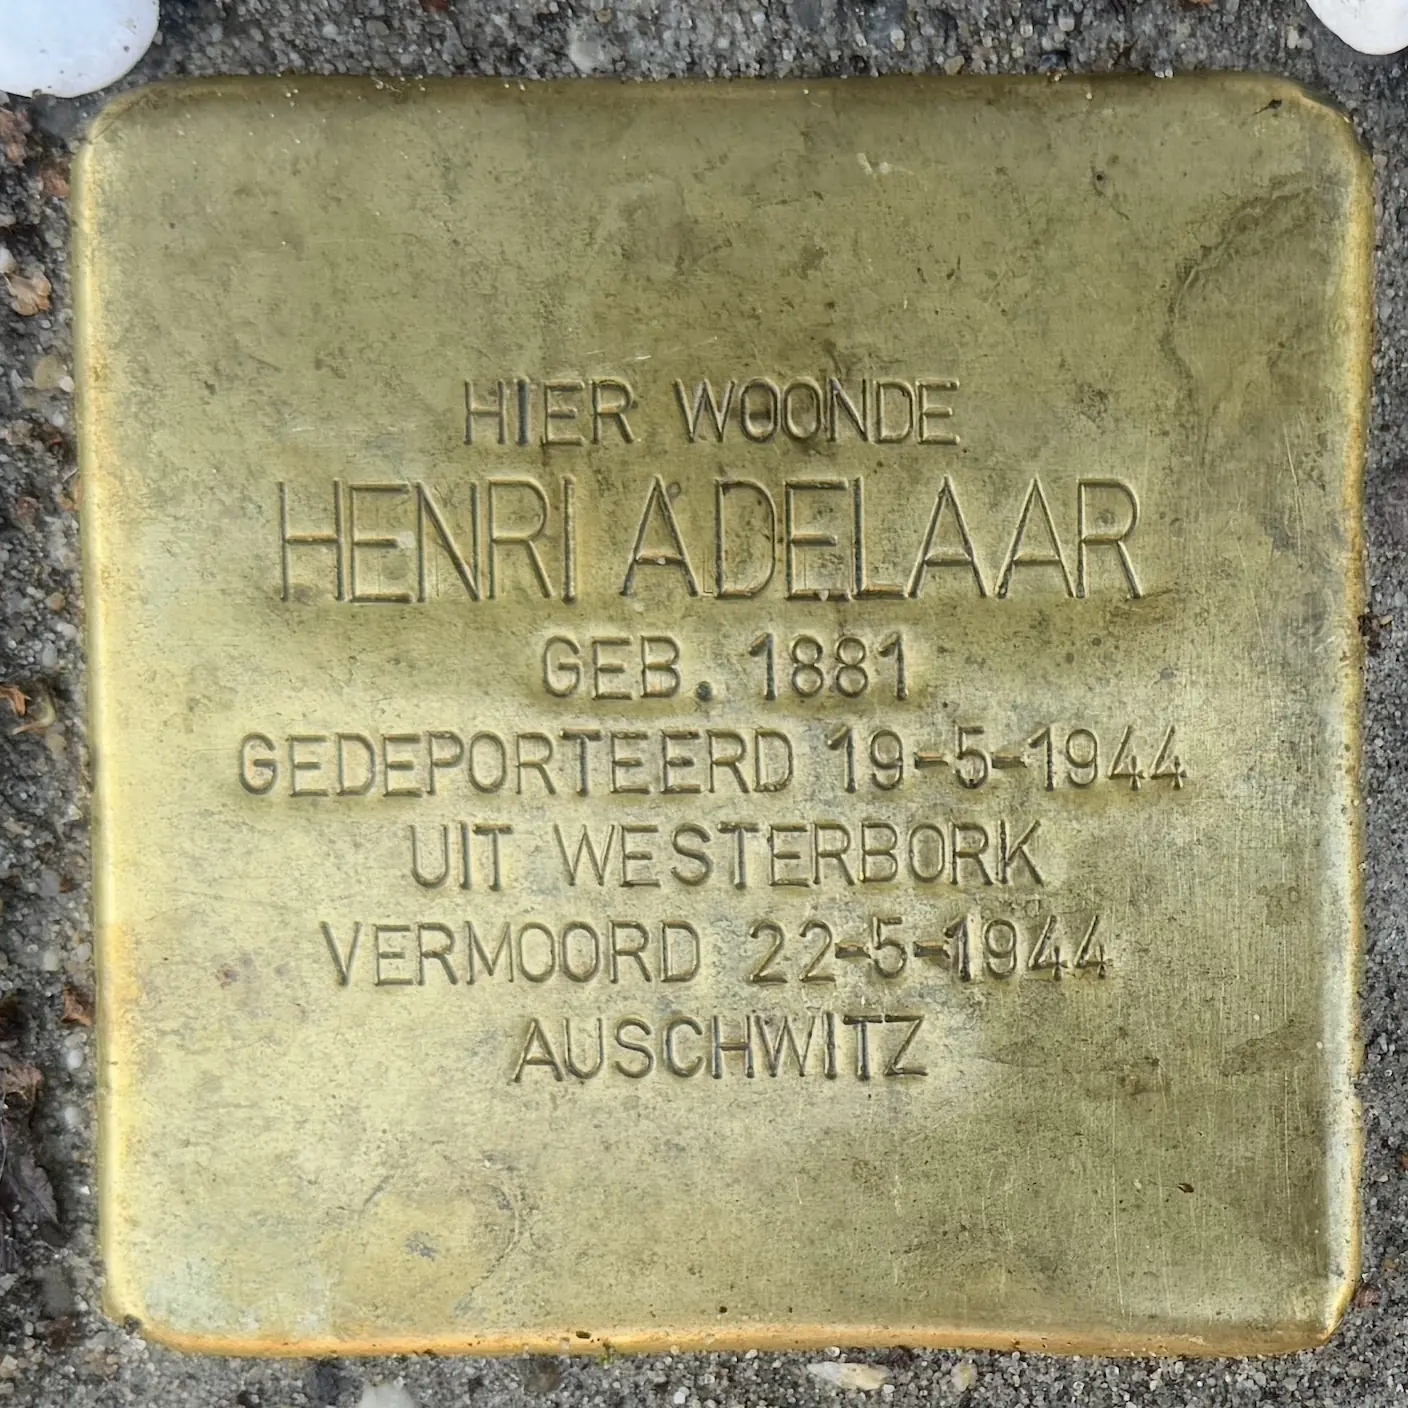 HIER WOONDE
HENRI ADELAAR
GEB. 1881
GEDEPORTEERD 19-5-1944
UIT WESTERBORK
VERMOORD 22-5-1944
AUSCHWITZ